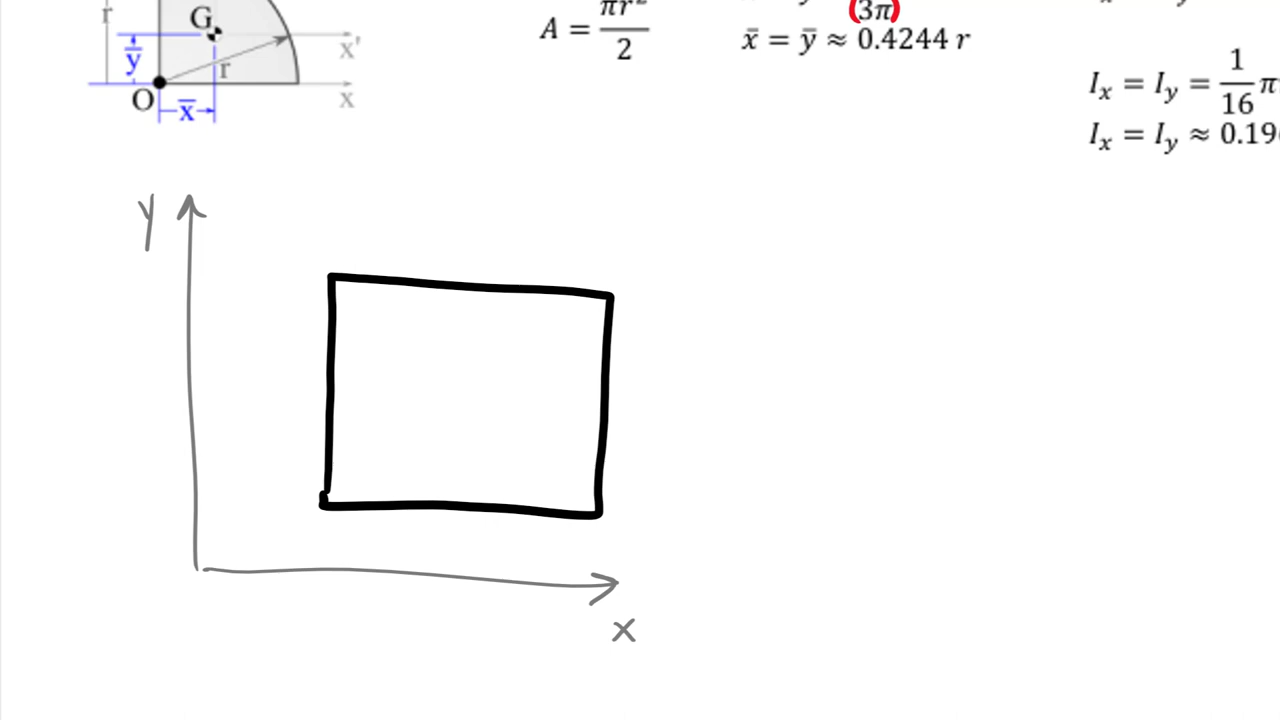 r
G
x'
y̅
r
O
x̅
x
A = πr²/2
(3π)
x̅ = y̅ ≈ 0.4244 r
Iₓ = I_y = 1/16 π
Iₓ = I_y ≈ 0.19
y
x